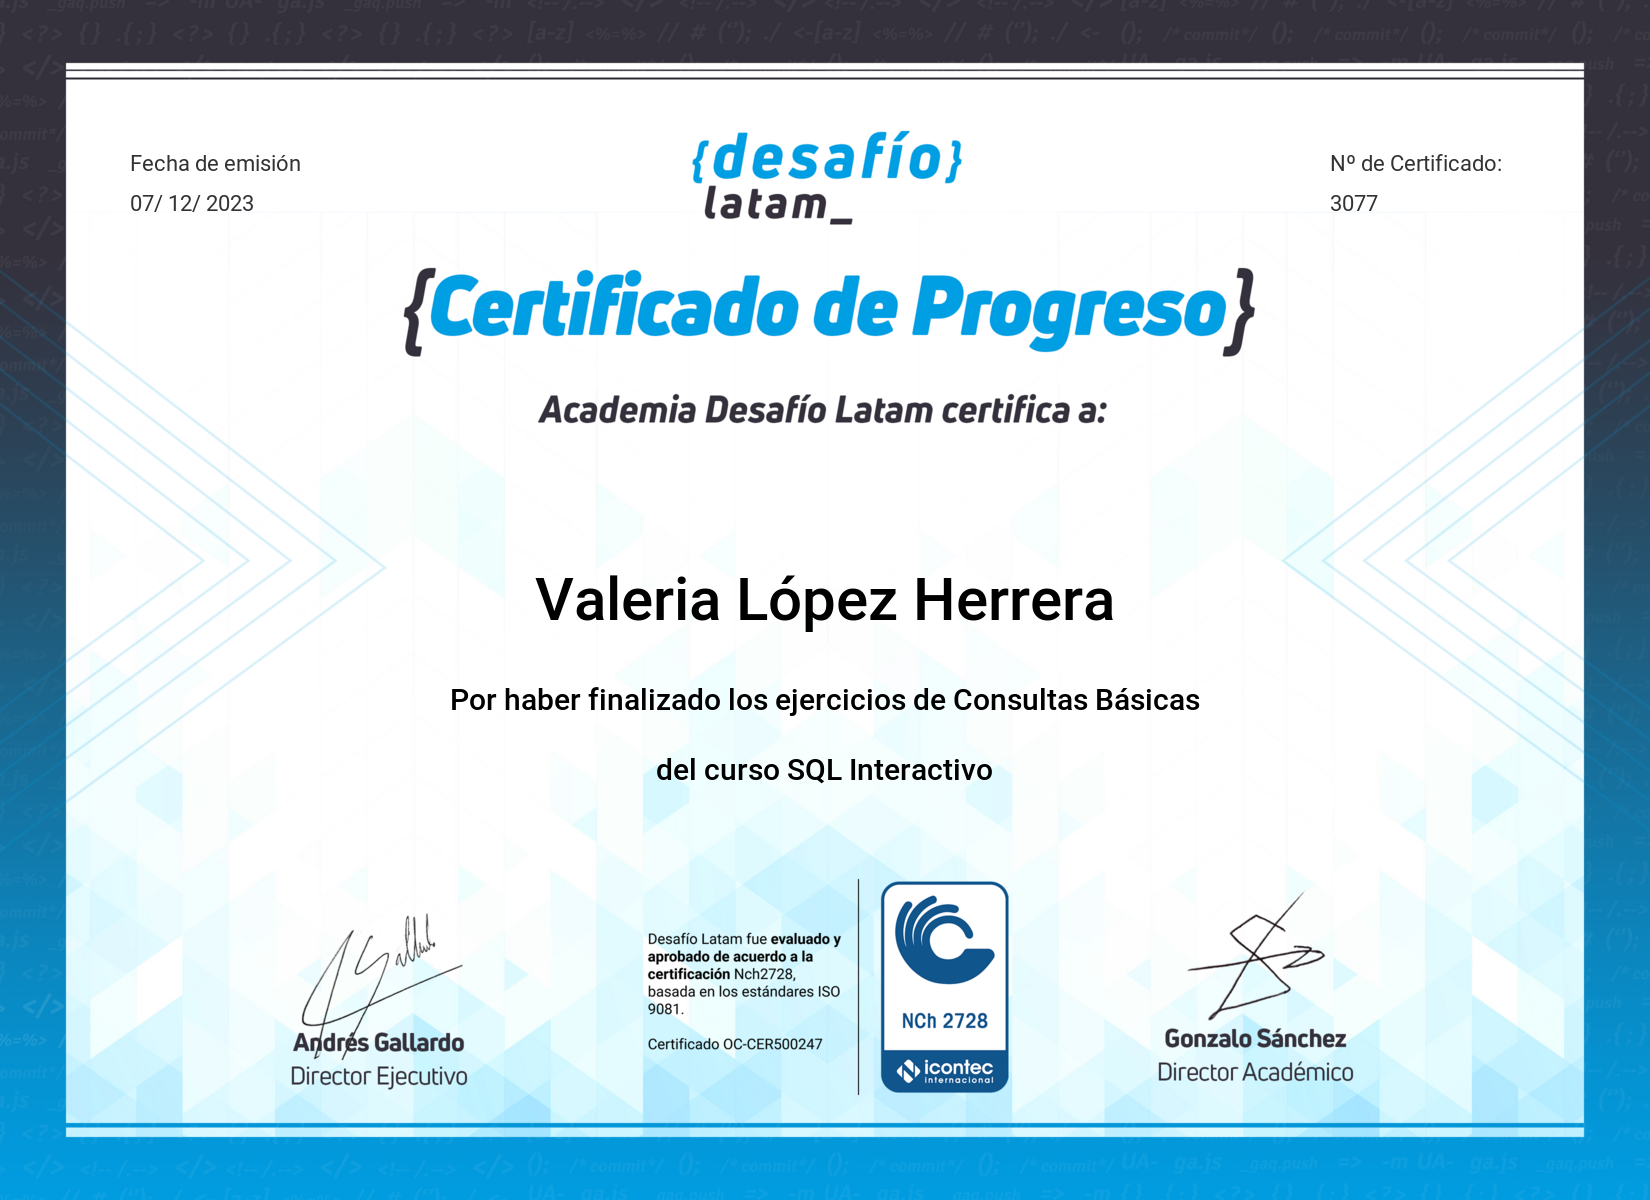 Fecha de emisión
07/ 12/ 2023
{desafío}
latam_
Nº de Certificado:
3077
{Certificado de Progreso}
Academia Desafío Latam certifica a:
Valeria López Herrera
Por haber finalizado los ejercicios de Consultas Básicas
del curso SQL Interactivo
Andrés Gallardo
Director Ejecutivo
Desafío Latam fue evaluado y
aprobado de acuerdo a la
certificación Nch2728,
basada en los estándares ISO
9081.
Certificado OC-CER500247
NCh 2728
icontec
internacional
Gonzalo Sánchez
Director Académico